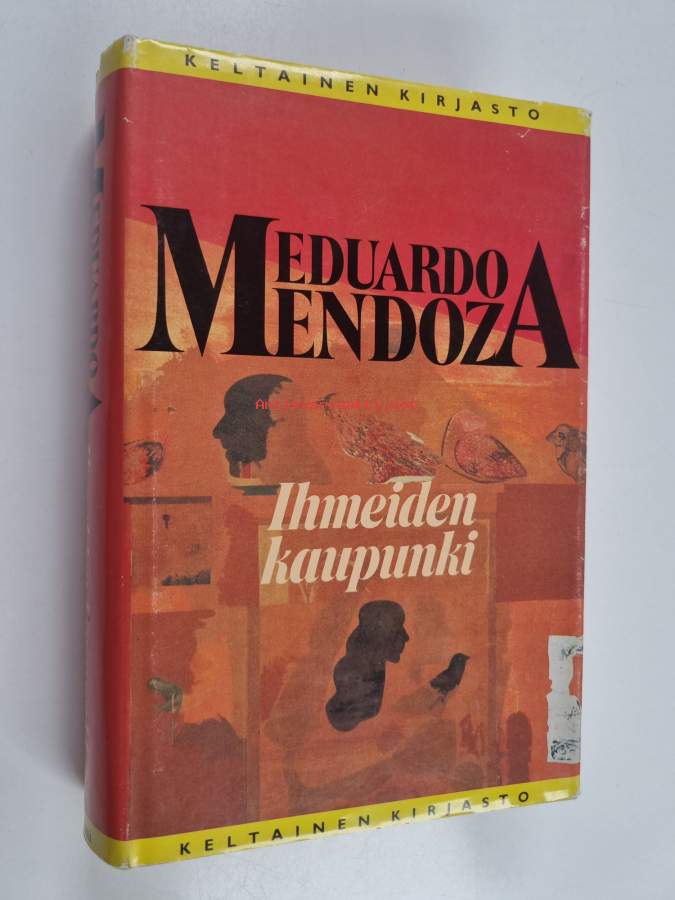 KELTAINEN KIRJASTO
EDUARDO
MENDOZA
Ihmeiden
kaupunki
KELTAINEN KIRJASTO